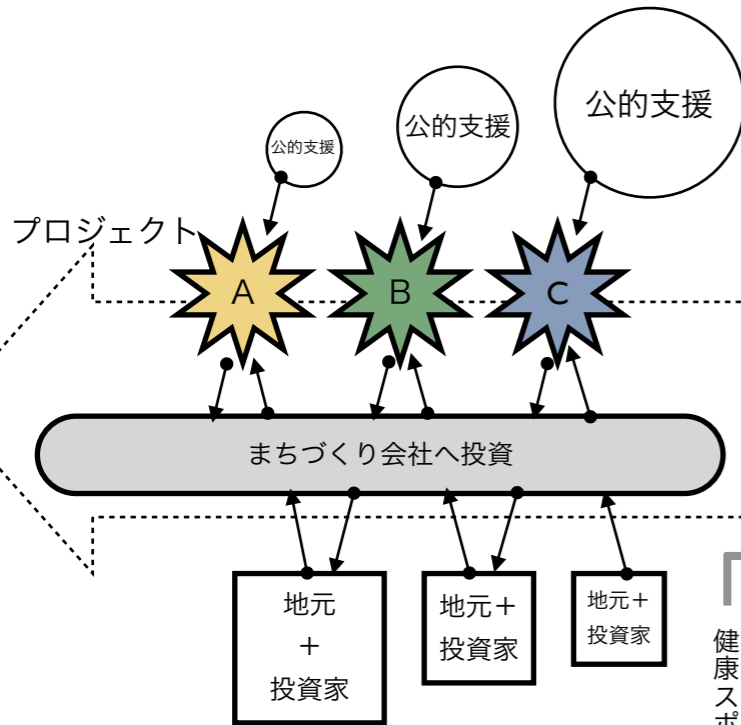 公的支援
公的支援
公的支援
プロジェクト
A
B
C
まちづくり会社へ投資
地元
+
投資家
地元+
投資家
地元+
投資家
健康スポ